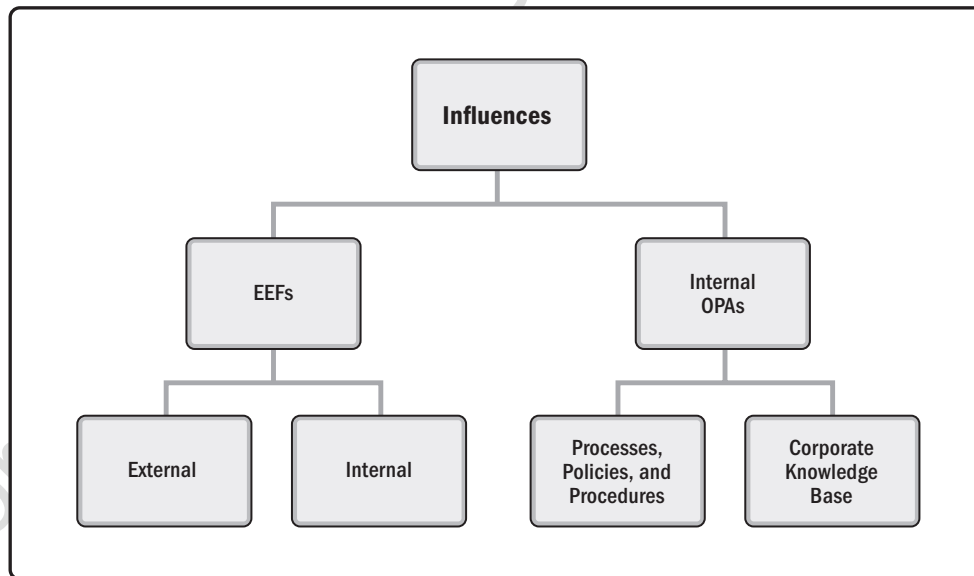 Influences
EEFs
Internal
OPAs
External
Internal
Processes,
Policies, and
Procedures
Corporate
Knowledge
Base